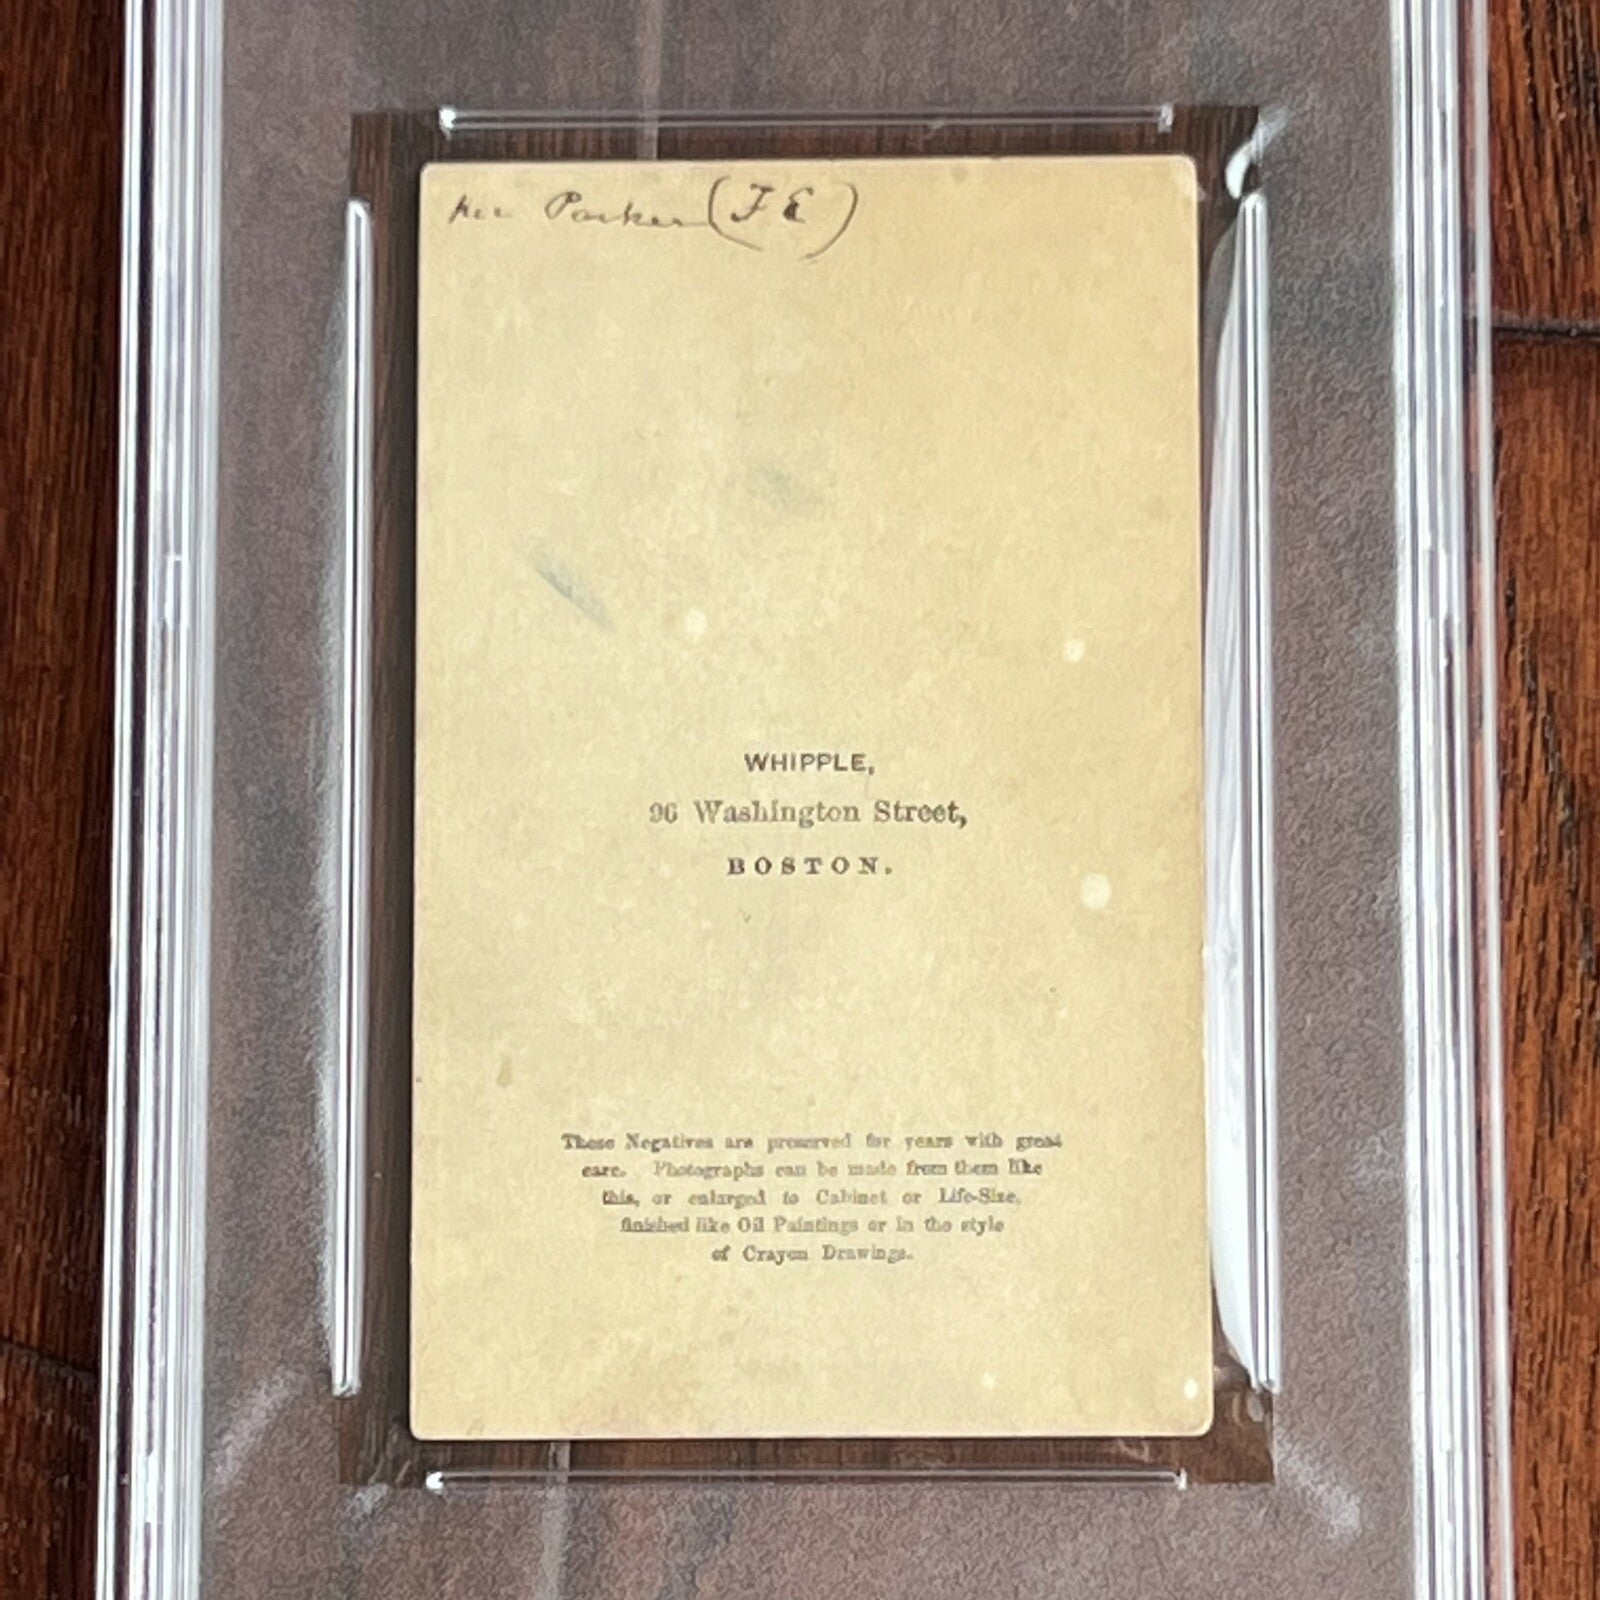 Parker (F E)
WHIPPLE,
96 Washington Street,
BOSTON.
These Negatives are preserved for years with great
care. Photographs can be made from them like
this, or enlarged to Cabinet or Life-Size,
finished like Oil Paintings or in the style
of Crayon Drawings.